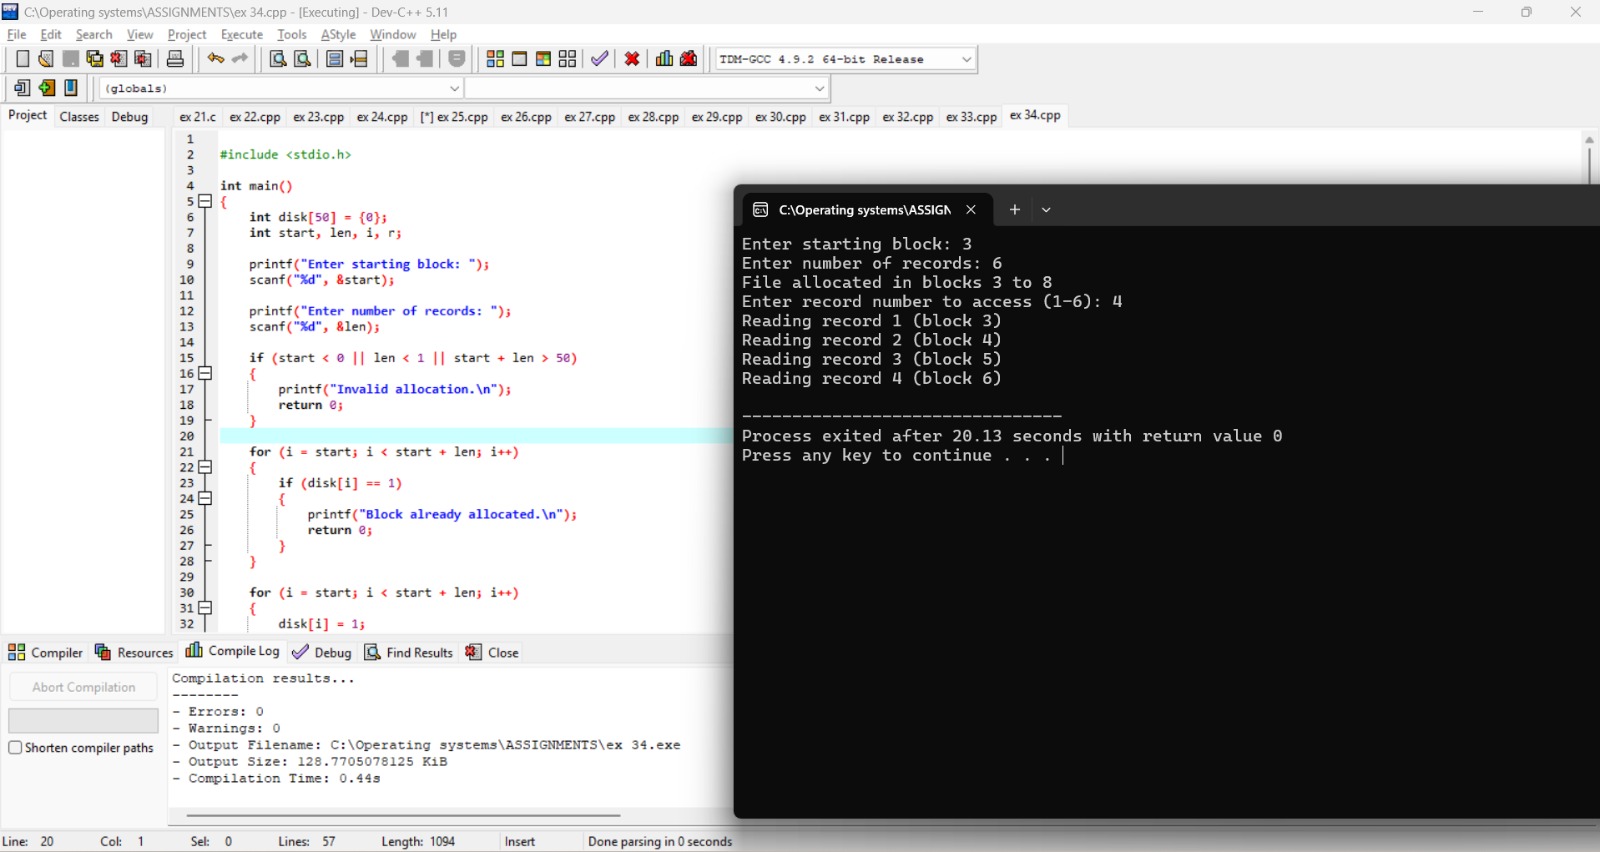 C:\Operating systems\ASSIGNMENTS\ex 34.cpp - [Executing] - Dev-C++ 5.11
File Edit Search View Project Execute Tools AStyle Window Help
TDM-GCC 4.9.2 64-bit Release
(globals)
Project Classes Debug
ex 21.c ex 22.cpp ex 23.cpp ex 24.cpp [*] ex 25.cpp ex 26.cpp ex 27.cpp ex 28.cpp ex 29.cpp ex 30.cpp ex 31.cpp ex 32.cpp ex 33.cpp ex 34.cpp
1
2 #include <stdio.h>
3
4 int main()
5 {
6 int disk[50] = {0};
7 int start, len, i, r;
8
9 printf("Enter starting block: ");
10 scanf("%d", &start);
11
12 printf("Enter number of records: ");
13 scanf("%d", &len);
14
15 if (start < 0 || len < 1 || start + len > 50)
16 {
17 printf("Invalid allocation.\n");
18 return 0;
19 }
20
21 for (i = start; i < start + len; i++)
22 {
23 if (disk[i] == 1)
24 {
25 printf("Block already allocated.\n");
26 return 0;
27 }
28 }
29
30 for (i = start; i < start + len; i++)
31 {
32 disk[i] = 1;
C:\Operating systems\ASSIGN
Enter starting block: 3
Enter number of records: 6
File allocated in blocks 3 to 8
Enter record number to access (1-6): 4
Reading record 1 (block 3)
Reading record 2 (block 4)
Reading record 3 (block 5)
Reading record 4 (block 6)
--------------------------------
Process exited after 20.13 seconds with return value 0
Press any key to continue . . .
Compiler Resources Compile Log Debug Find Results Close
Abort Compilation
Shorten compiler paths
Compilation results...
--------
- Errors: 0
- Warnings: 0
- Output Filename: C:\Operating systems\ASSIGNMENTS\ex 34.exe
- Output Size: 128.7705078125 KiB
- Compilation Time: 0.44s
Line: 20 Col: 1 Sel: 0 Lines: 57 Length: 1094 Insert Done parsing in 0 seconds